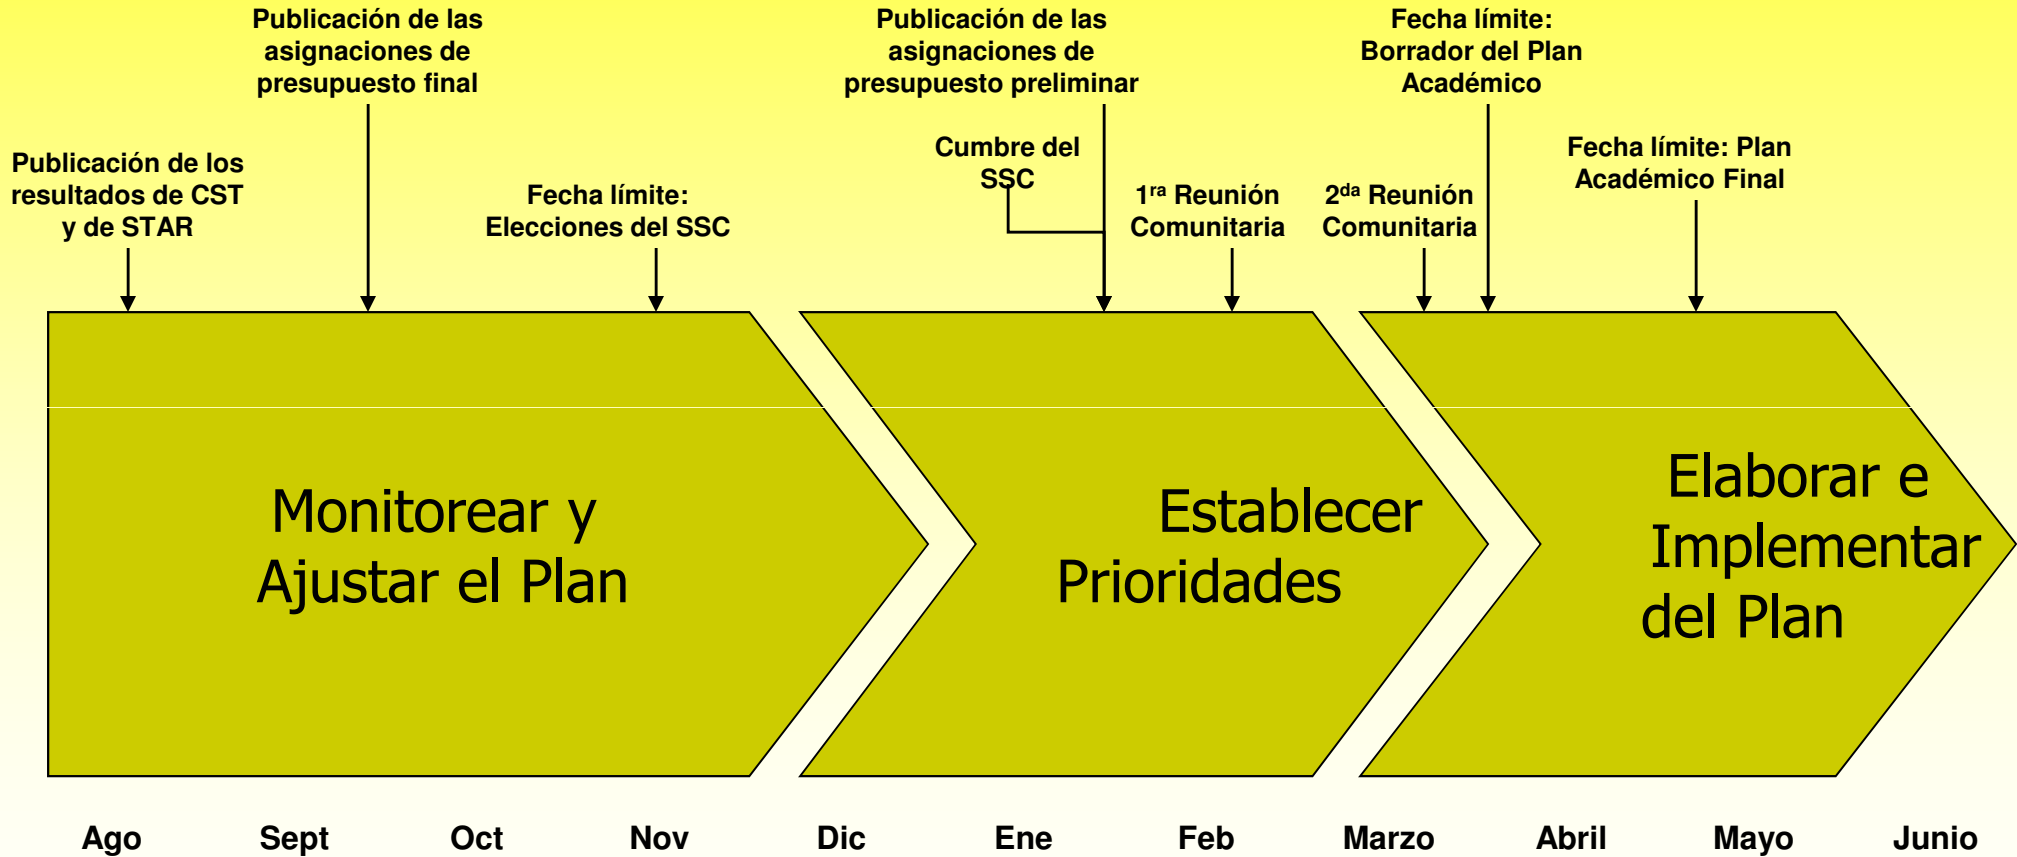 Publicación de las
asignaciones de
presupuesto final
Publicación de las
asignaciones de
presupuesto preliminar
Fecha límite:
Borrador del Plan
Académico
Publicación de los
resultados de CST
y de STAR
Fecha límite:
Elecciones del SSC
Cumbre del
SSC
1ra Reunión
Comunitaria
2da Reunión
Comunitaria
Fecha límite: Plan
Académico Final
Monitorear y
Ajustar el Plan
Establecer
Prioridades
Elaborar e
Implementar
del Plan
Ago Sept Oct Nov Dic Ene Feb Marzo Abril Mayo Junio